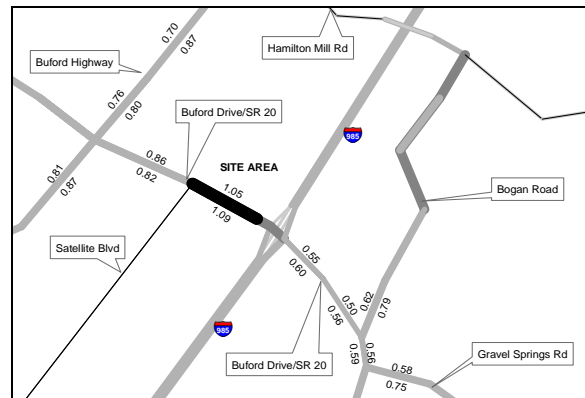 Hamilton Mill Rd
0.70
0.87
Buford Highway
0.76
0.80
Buford Drive/SR 20
985
0.86
0.82
SITE AREA
0.81
0.87
1.05
1.09
Bogan Road
Satellite Blvd
0.55
0.60
0.50
0.56
0.62
0.79
985
0.56
0.59
Buford Drive/SR 20
Gravel Springs Rd
0.58
0.75